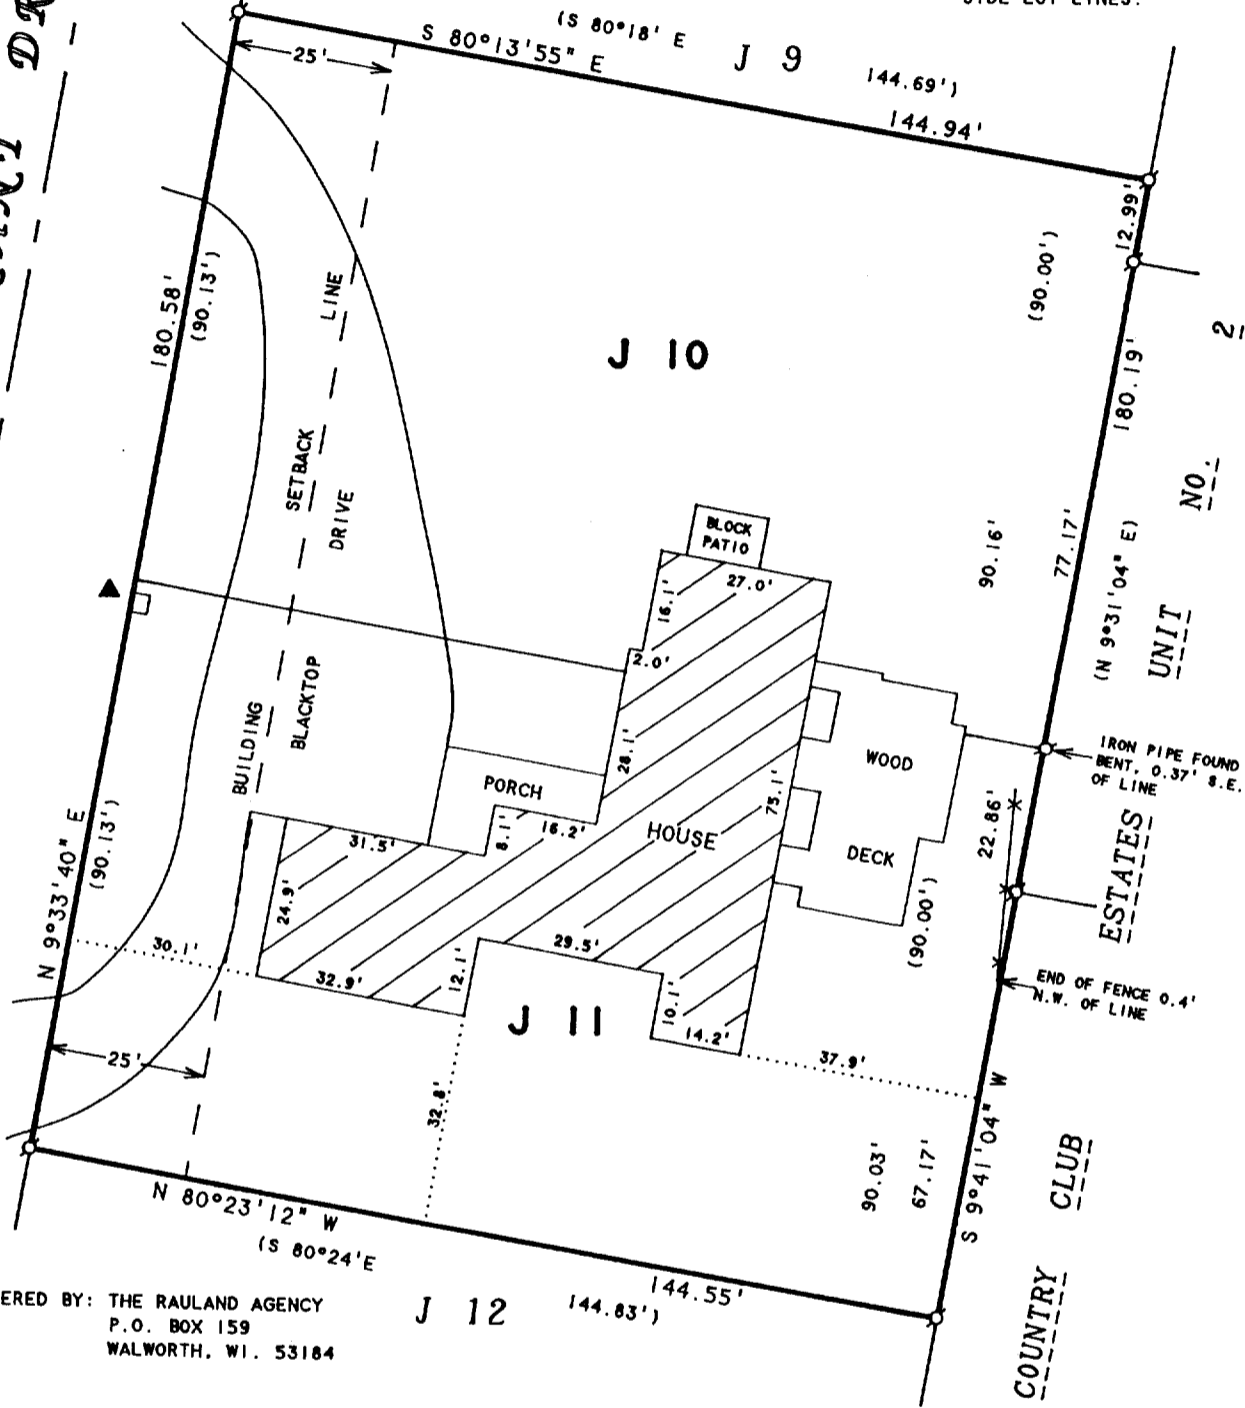 SIDE LOT LINES.
DR
(S 80°18' E
J 9
144.69')
S 80°13'55" E
144.94'
25'
12.99'
(90.00')
180.58'
(90.13')
LINE
J 10
2
180.19'
SETBACK
DRIVE
NO.
BLOCK
PATIO
90.16'
77.17'
(N 9°31'04" E)
27.0'
16.1'
2.0'
UNIT
BUILDING
BLACKTOP
28.1'
PORCH
75.1'
WOOD
DECK
IRON PIPE FOUND
BENT, 0.37' S.E.
OF LINE
N 9°33'40" E
(90.13')
31.5'
8.1'
16.2'
HOUSE
22.86'
ESTATES
24.9'
30.1'
32.9'
12.1'
29.5'
(90.00')
END OF FENCE 0.4'
N.W. OF LINE
J 11
10.1'
14.2'
37.9'
25'
32.8'
90.03'
67.17'
S 9°41'04" W
CLUB
N 80°23'12" W
(S 80°24'E
144.55'
144.83')
J 12
COUNTRY
ERED BY: THE RAULAND AGENCY
P.O. BOX 159
WALWORTH, WI. 53184